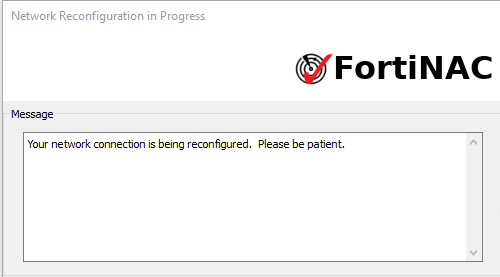 Network Reconfiguration in Progress
FortiNAC
Message
Your network connection is being reconfigured.  Please be patient.